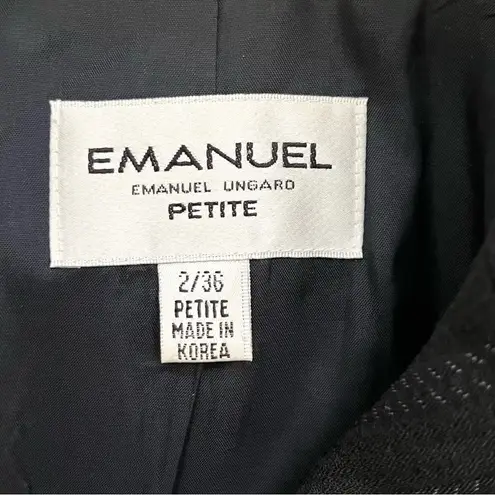 EMANUEL
EMANUEL UNGARO
PETITE
2/36
PETITE
MADE IN
KOREA